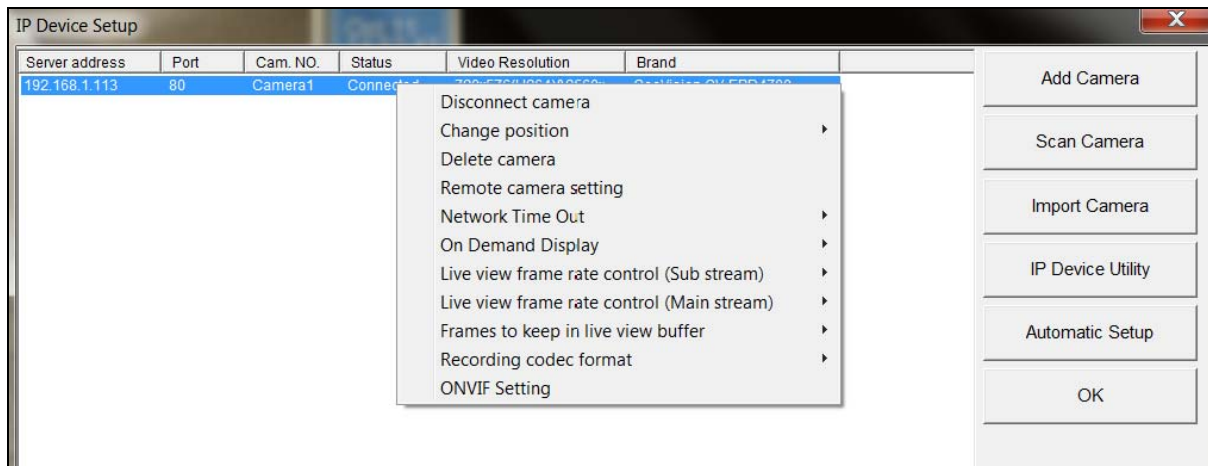 IP Device Setup
Server address Port Cam. NO. Status Video Resolution Brand
192.168.1.113 80 Camera1
Disconnect camera
Change position
Delete camera
Remote camera setting
Network Time Out
On Demand Display
Live view frame rate control (Sub stream)
Live view frame rate control (Main stream)
Frames to keep in live view buffer
Recording codec format
ONVIF Setting
Add Camera
Scan Camera
Import Camera
IP Device Utility
Automatic Setup
OK